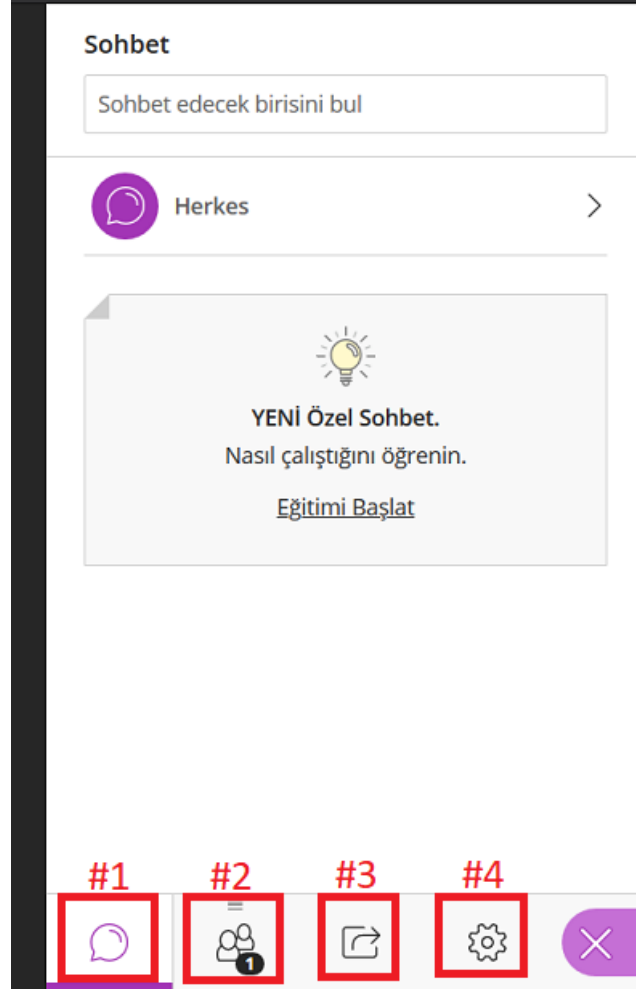 Sohbet
Sohbet edecek birisini bul
Herkes
YENİ Özel Sohbet.
Nasıl çalıştığını öğrenin.
Eğitimi Başlat
#1 #2 #3 #4
1